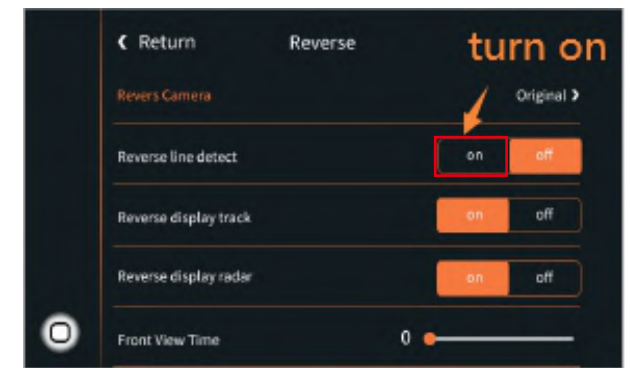 Return Reverse turn on
Revers Camera Original
Reverse line detect on off
Reverse display track on off
Reverse display radar on off
Front View Time 0